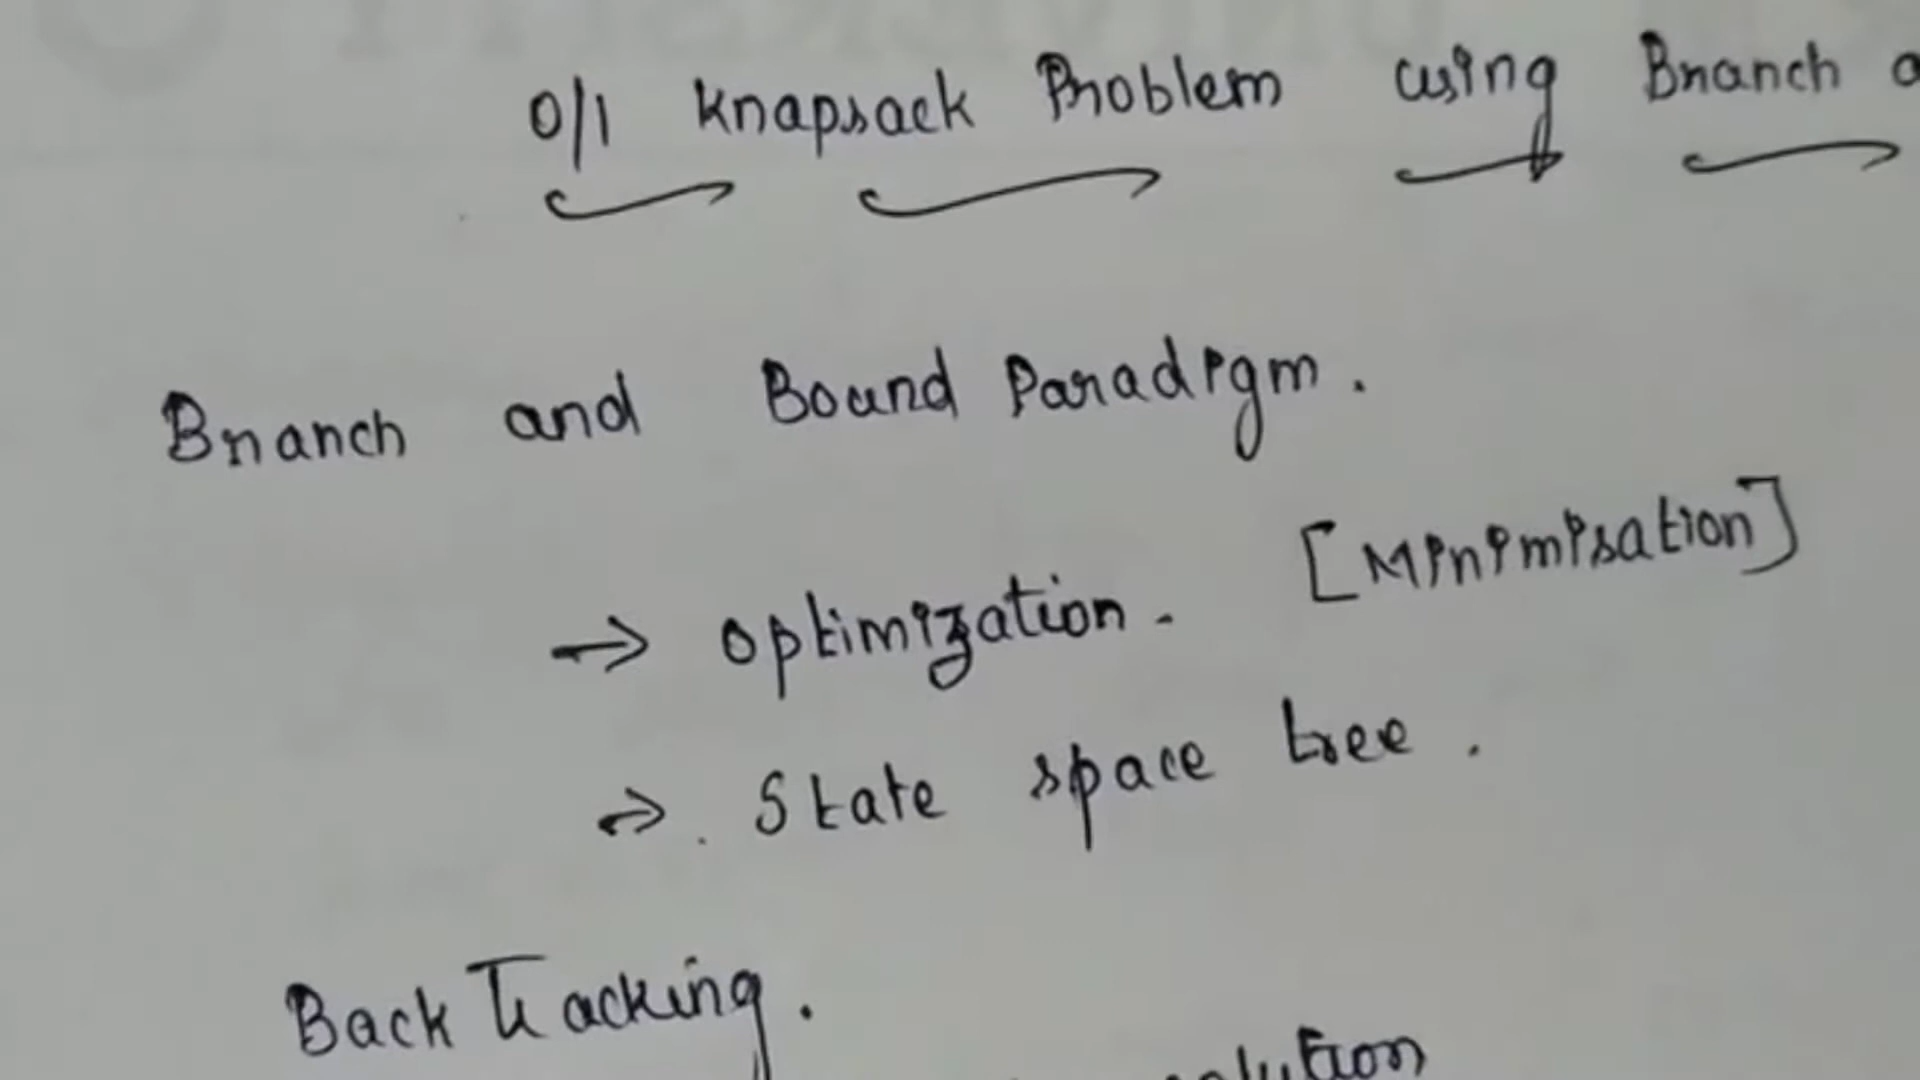 0/1 Knapsack Problem using Branch
Branch and Bound Paradigm.
→ optimization. [Minimisation]
→. State space tree.
Back Tracking.